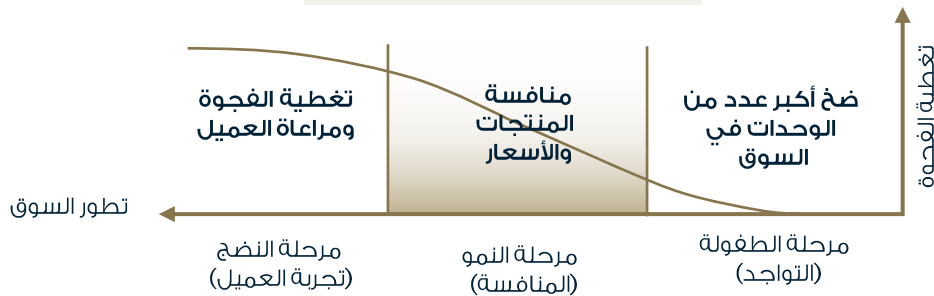 تغطية الفجوة
ضخ أكبر عدد من
الوحدات في
السوق
منافسة
المنتجات
والأسعار
تغطية الفجوة
ومراعاة العميل
تطور السوق
مرحلة الطفولة
(التواجد)
مرحلة النمو
(المنافسة)
مرحلة النضج
(تجربة العميل)